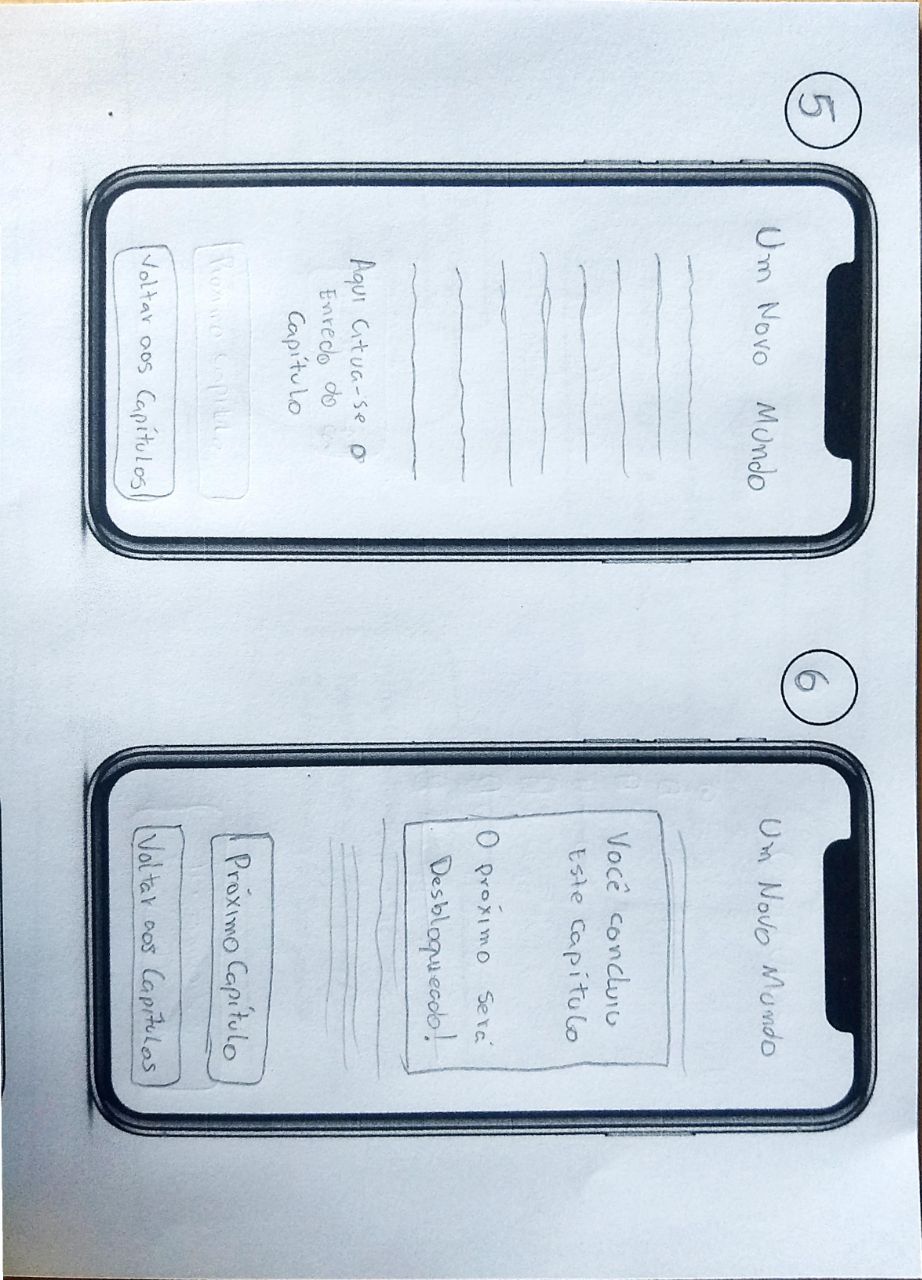 5
Um Novo Mundo
Aqui Citua-se o
Enredo do
Capítulo
Próximo Capítulo
Voltar aos Capítulos
6
Um Novo Mundo
Você concluiu
Este Capítulo
O próximo será
Desbloqueado!
Próximo Capítulo
Voltar aos Capítulos